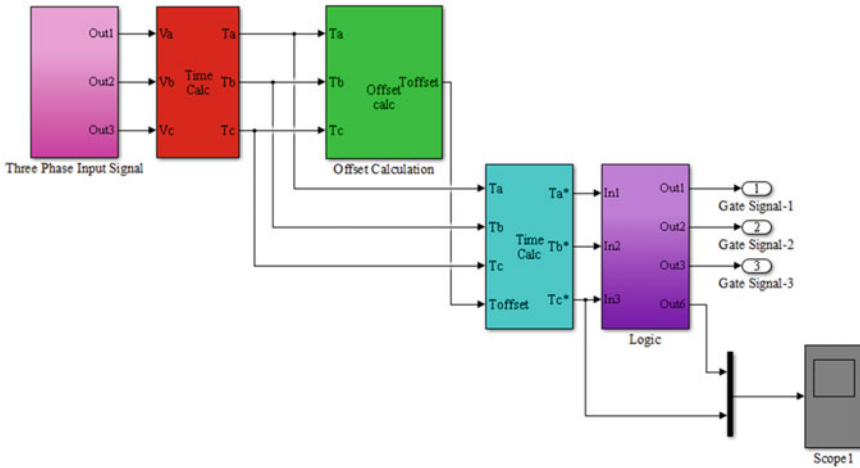 Out1
Out2
Out3
Three Phase Input Signal
Va
Vb
Vc
Time
Calc
Ta
Tb
Tc
Ta
Tb
Tc
Offset
calc
Toffset
Offset Calculation
Ta
Tb
Tc
Toffset
Time
Calc
Ta*
Tb*
Tc*
In1
In2
In3
Out1
Out2
Out3
Out6
Logic
1
Gate Signal-1
2
Gate Signal-2
3
Gate Signal-3
Scope1